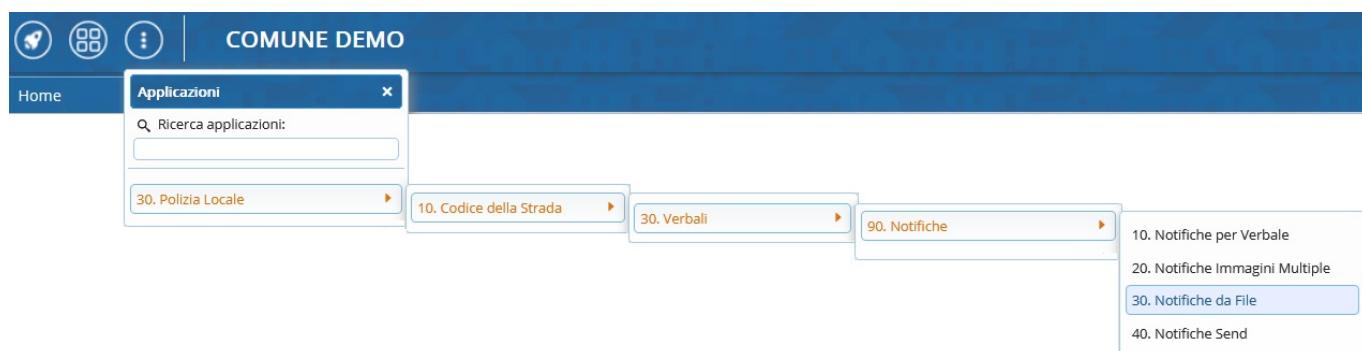 COMUNE DEMO
Home
Applicazioni
Ricerca applicazioni:
30. Polizia Locale
10. Codice della Strada
30. Verbali
90. Notifiche
10. Notifiche per Verbale
20. Notifiche Immagini Multiple
30. Notifiche da File
40. Notifiche Send